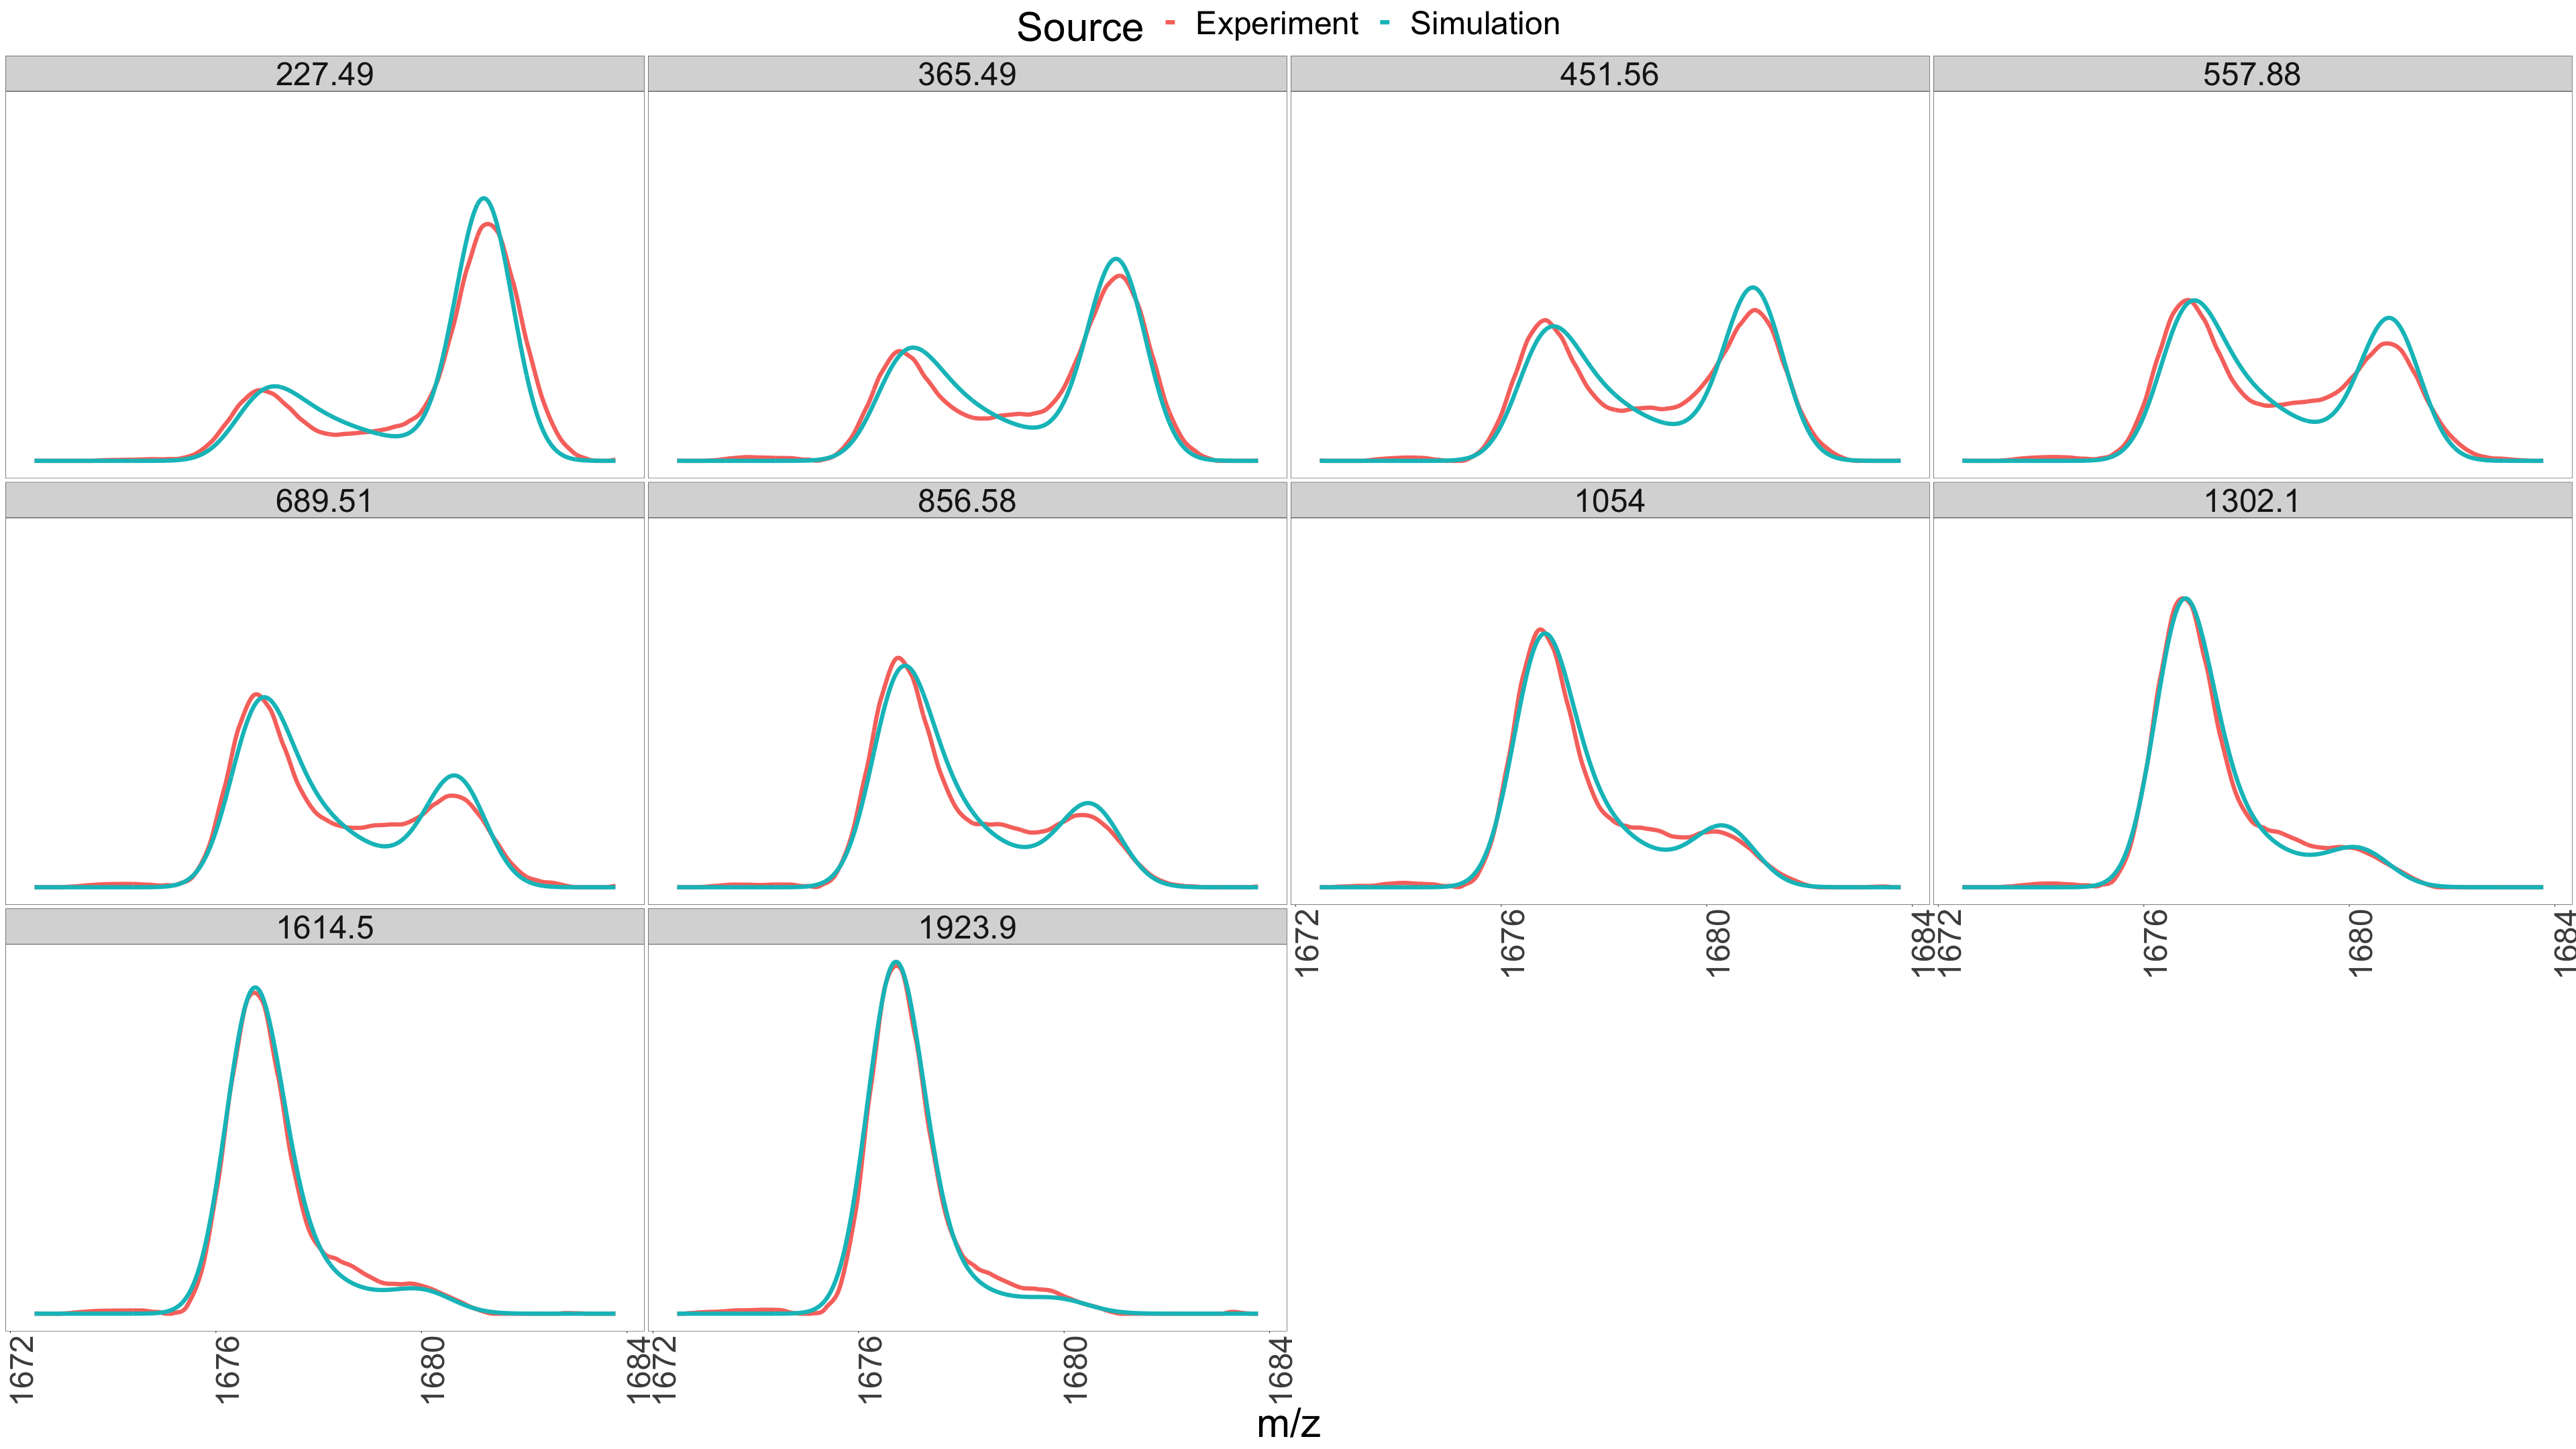 Source - Experiment - Simulation
227.49 365.49 451.56 557.88
689.51 856.58 1054 1302.1
1672 1676 1680 1684 1672 1676 1680 1684
1614.5 1923.9
1672 1676 1680 1684 1672 1676 1680 1684
m/z